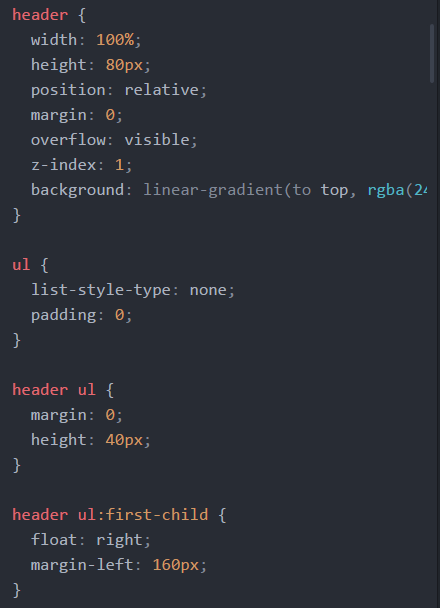 header {
  width: 100%;
  height: 80px;
  position: relative;
  margin: 0;
  overflow: visible;
  z-index: 1;
  background: linear-gradient(to top, rgba(24
}

ul {
  list-style-type: none;
  padding: 0;
}

header ul {
  margin: 0;
  height: 40px;
}

header ul:first-child {
  float: right;
  margin-left: 160px;
}